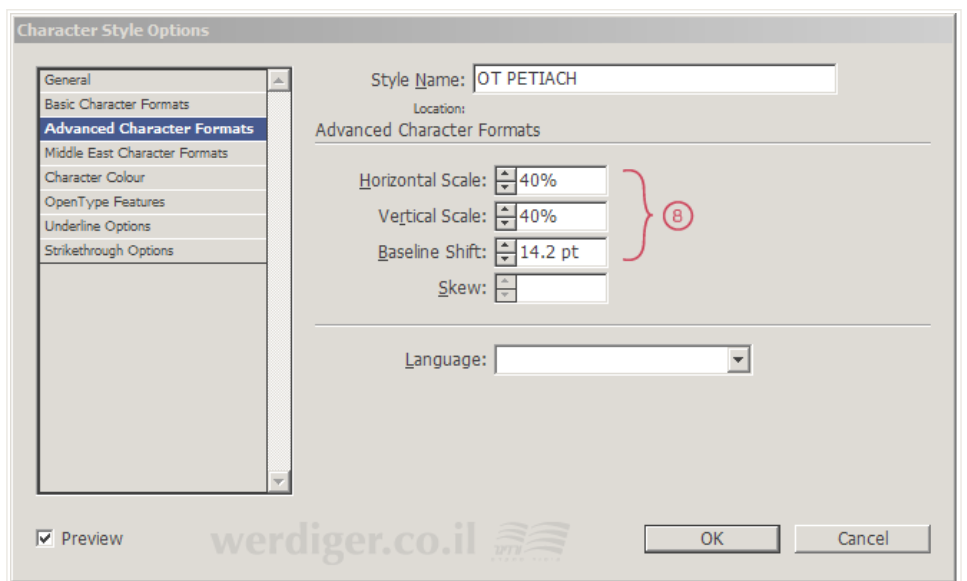 Character Style Options
General
Basic Character Formats
Advanced Character Formats
Middle East Character Formats
Character Colour
OpenType Features
Underline Options
Strikethrough Options
Style Name: OT PETIACH
Location:
Advanced Character Formats
Horizontal Scale: 40%
Vertical Scale: 40%
Baseline Shift: 14.2 pt
8
Skew:
Language:
Preview
werdiger.co.il
OK
Cancel